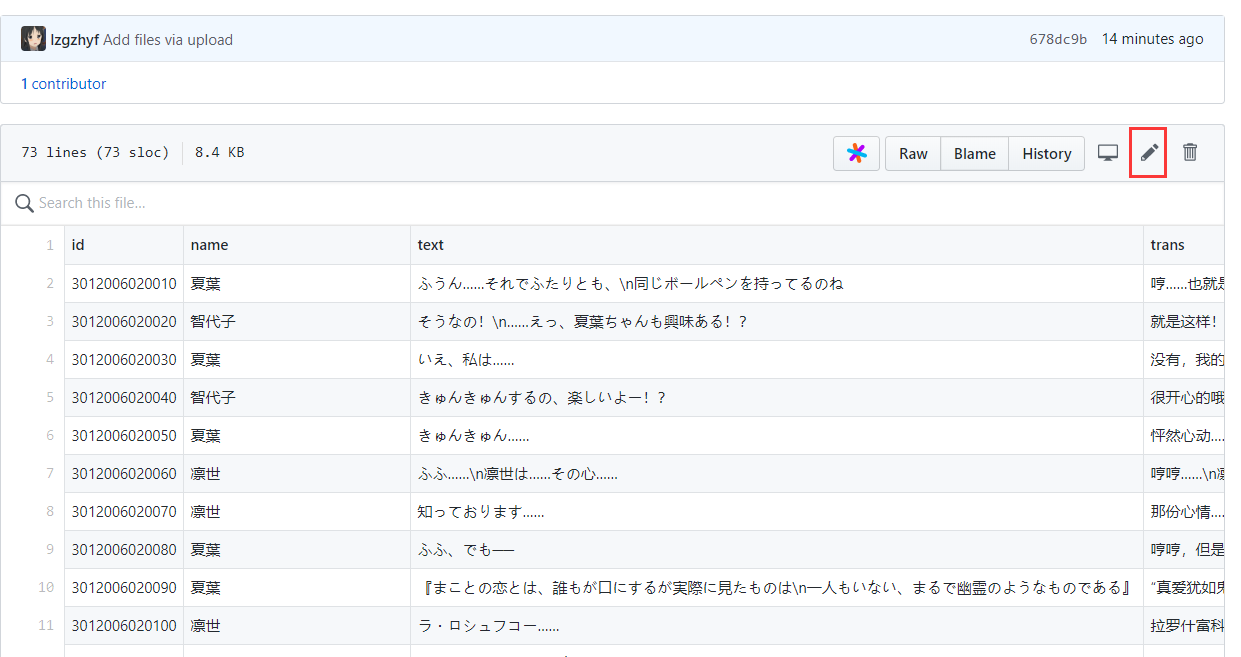 lzgzhyf Add files via upload 678dc9b 14 minutes ago
1 contributor
73 lines (73 sloc) 8.4 KB Raw Blame History
Search this file...
1 id name text trans
2 3012006020010 夏葉 ふうん……それでふたりとも、\n同じボールペンを持ってるのね 哼……也就是
3 3012006020020 智代子 そうなの！\n……えっ、夏葉ちゃんも興味ある！？ 就是这样！
4 3012006020030 夏葉 いえ、私は…… 没有，我的
5 3012006020040 智代子 きゅんきゅんするの、楽しいよー！？ 很开心的哦
6 3012006020050 夏葉 きゅんきゅん…… 怦然心动……
7 3012006020060 凛世 ふふ……\n凛世は……その心…… 哼哼……\n凛
8 3012006020070 凛世 知っております…… 那份心情……
9 3012006020080 夏葉 ふふ、でも── 哼哼，但是
10 3012006020090 夏葉 『まことの恋とは、誰もが口にするが実際に見たものは\n一人もいない、まるで幽霊のようなものである』 “真爱犹如鬼
11 3012006020100 凛世 ラ・ロシュフコー…… 拉罗什富科